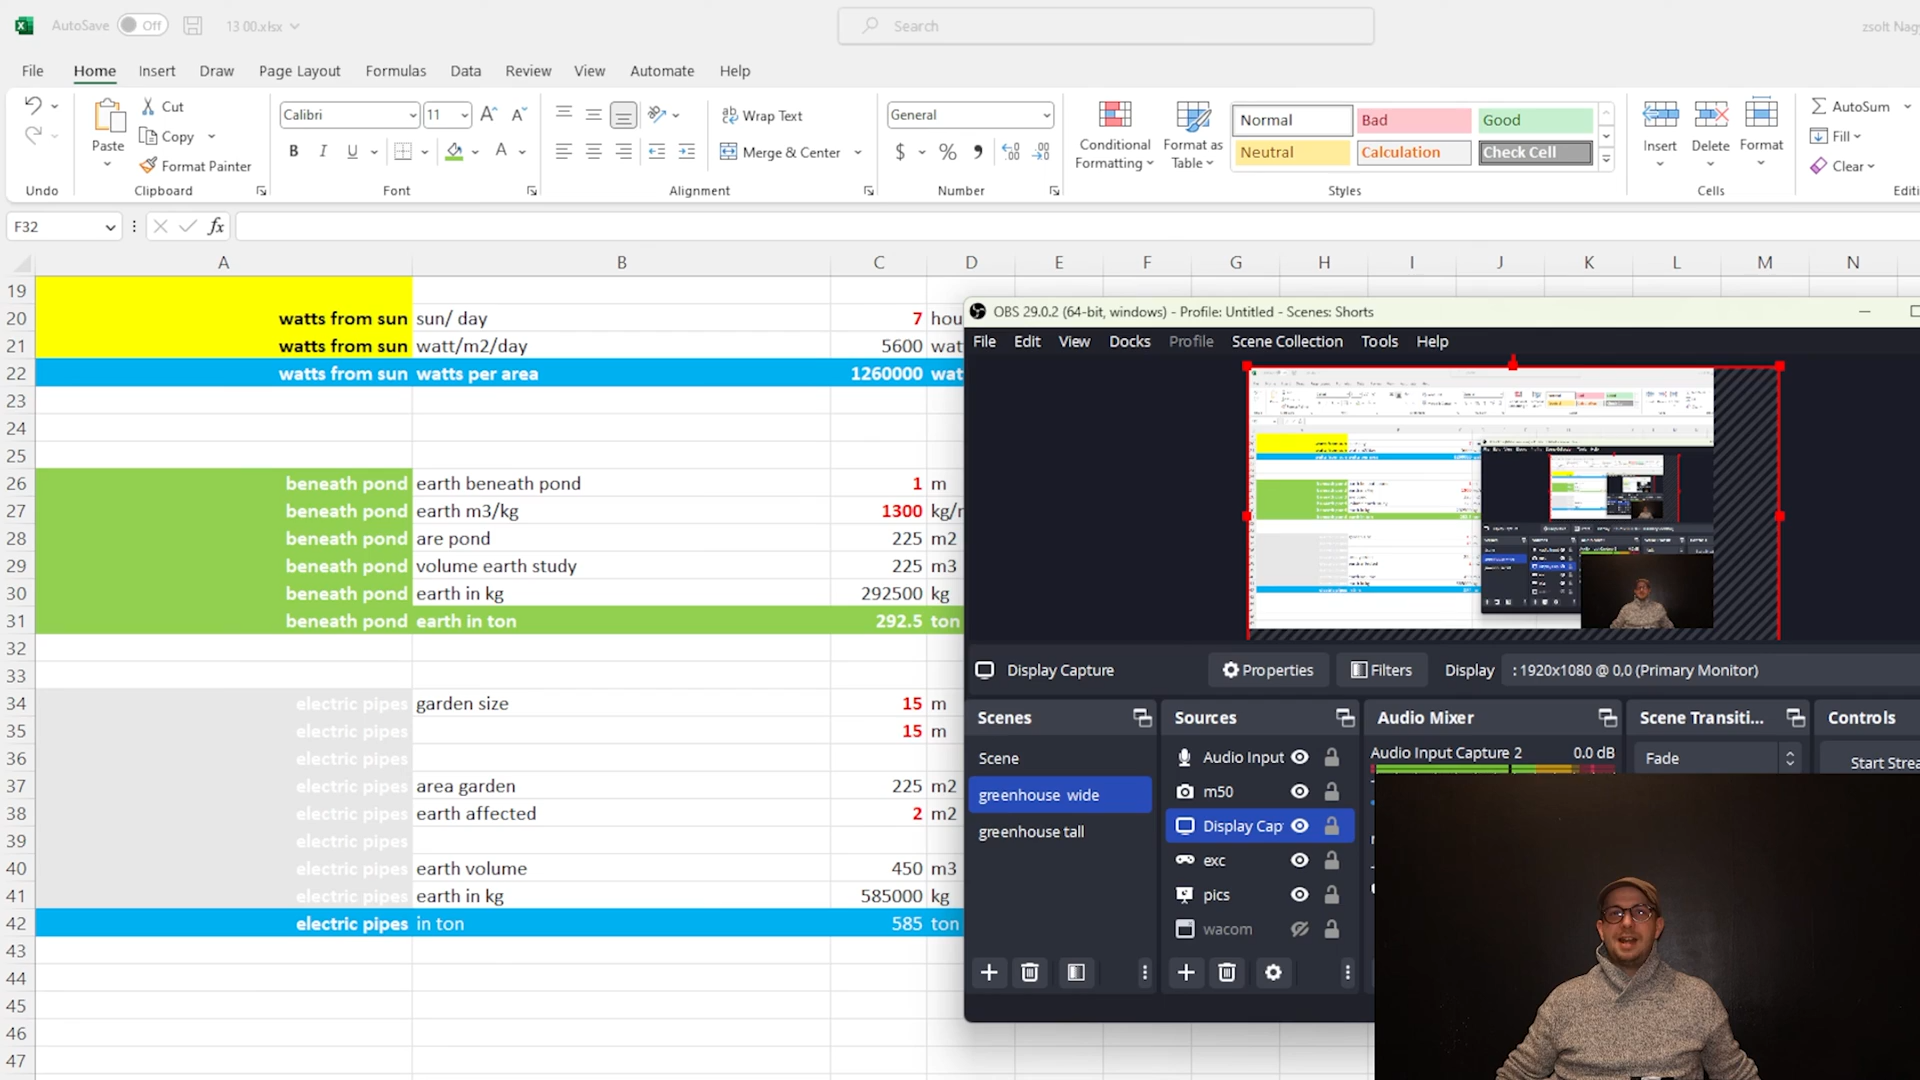 AutoSave Off 13 00.xlsx Search zsolt Nagy
File Home Insert Draw Page Layout Formulas Data Review View Automate Help
Paste Cut Copy Format Painter
Calibri 11
B I U A
Wrap Text
Merge & Center
General
$ % 9
Conditional Formatting
Format as Table
Normal Bad Good
Neutral Calculation Check Cell
Insert Delete Format
AutoSum
Fill
Clear
Undo Clipboard Font Alignment Number Styles Cells Editi
F32 fx
A B C D E F G H I J K L M N
19
20 watts from sun sun/ day 7 hou
21 watts from sun watt/m2/day 5600 wat
22 watts from sun watts per area 1260000 wat
23
24
25
26 beneath pond earth beneath pond 1 m
27 beneath pond earth m3/kg 1300 kg/r
28 beneath pond are pond 225 m2
29 beneath pond volume earth study 225 m3
30 beneath pond earth in kg 292500 kg
31 beneath pond earth in ton 292.5 ton
32
33
34 electric pipes garden size 15 m
35 electric pipes 15 m
36 electric pipes
37 electric pipes area garden 225 m2
38 electric pipes earth affected 2 m2
39 electric pipes
40 electric pipes earth volume 450 m3
41 electric pipes earth in kg 585000 kg
42 electric pipes in ton 585 ton
43
44
45
46
47
OBS 29.0.2 (64-bit, windows) - Profile: Untitled - Scenes: Shorts
File Edit View Docks Profile Scene Collection Tools Help
Display Capture Properties Filters Display : 1920x1080 @ 0,0 (Primary Monitor)
Scenes
Scene
greenhouse wide
greenhouse tall
Sources
Audio Input
m50
Display Cap
exc
pics
wacom
Audio Mixer
Audio Input Capture 2 0.0 dB
Scene Transiti...
Fade
Controls
Start Strea